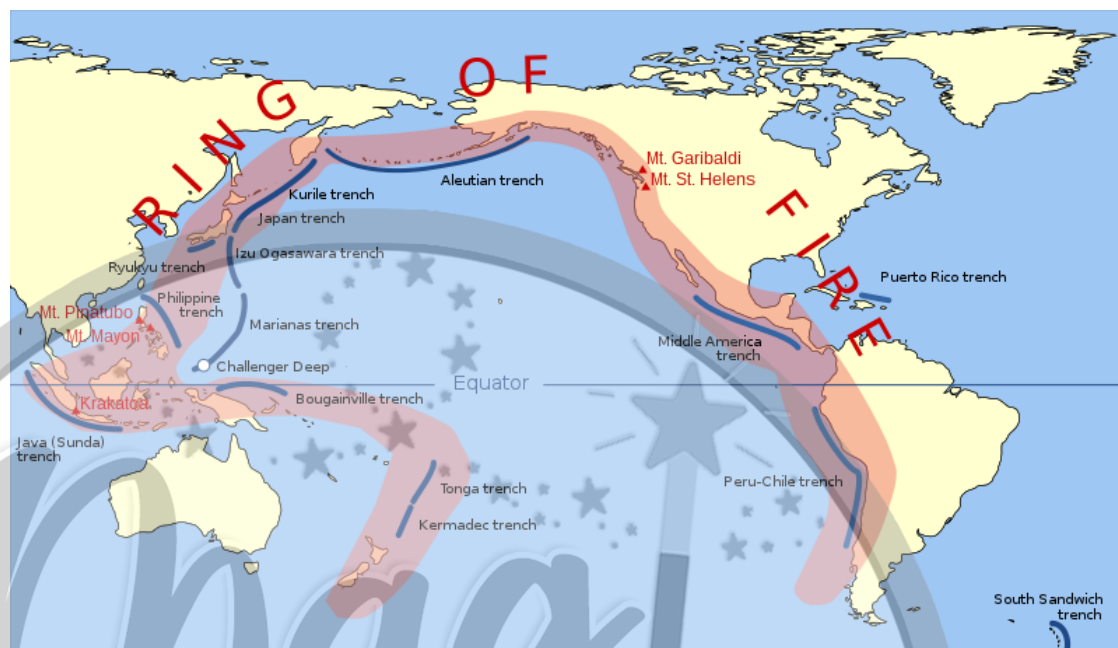 RING OF FIRE
Mt. Garibaldi
Mt. St. Helens
Aleutian trench
Kurile trench
Japan trench
Izu Ogasawara trench
Ryukyu trench
Puerto Rico trench
Philippine
trench
Mt. Pinatubo
Mt. Mayon
Marianas trench
Middle America
trench
Challenger Deep
Equator
Bougainville trench
Krakatoa
Java (Sunda)
trench
Peru-Chile trench
Tonga trench
Kermadec trench
South Sandwich
trench